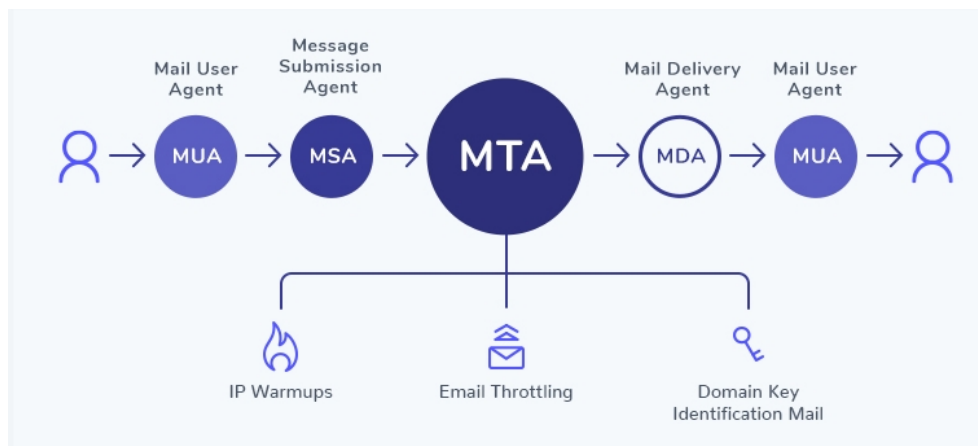 Mail User
Agent
Message
Submission
Agent
Mail Delivery
Agent
Mail User
Agent
MUA
MSA
MTA
MDA
MUA
IP Warmups
Email Throttling
Domain Key
Identification Mail